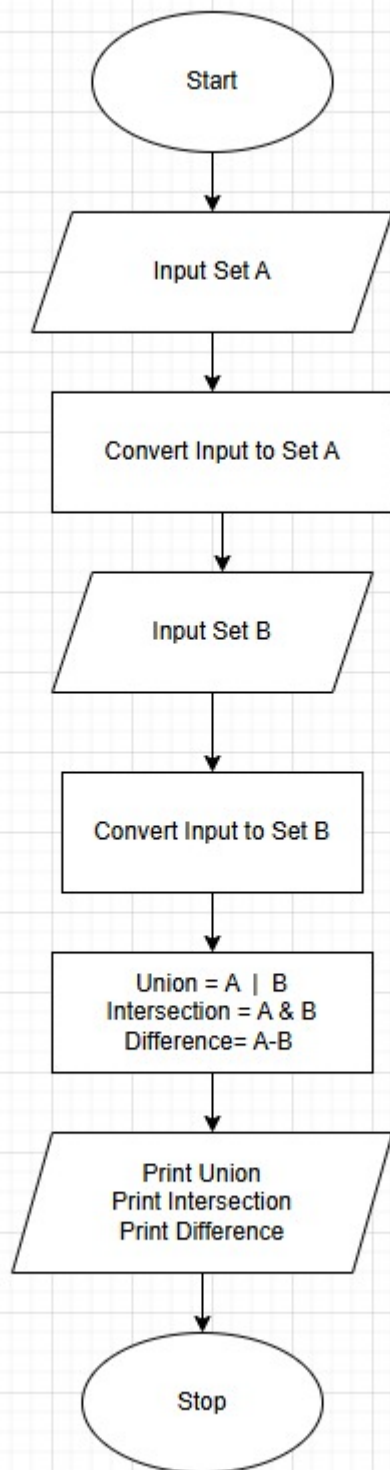 Start
Input Set A
Convert Input to Set A
Input Set B
Convert Input to Set B
Union = A | B
Intersection = A & B
Difference= A-B
Print Union
Print Intersection
Print Difference
Stop